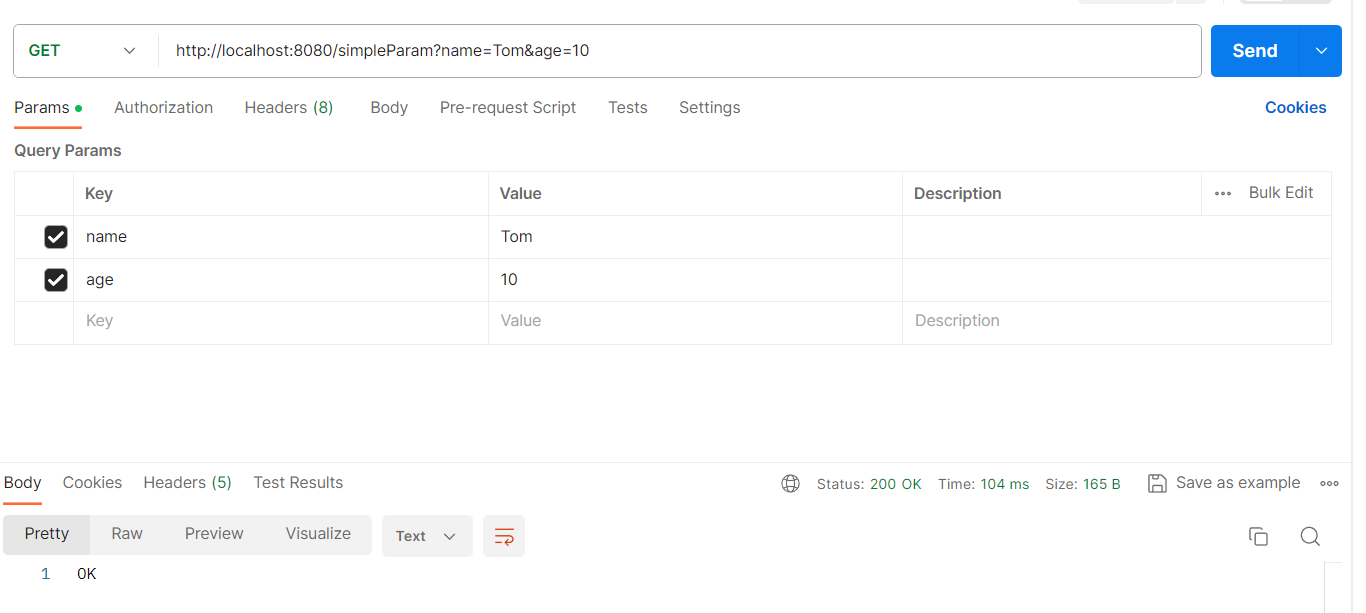 GET http://localhost:8080/simpleParam?name=Tom&age=10 Send
Params Authorization Headers (8) Body Pre-request Script Tests Settings Cookies
Query Params
Key Value Description Bulk Edit
name Tom
age 10
Key Value Description
Body Cookies Headers (5) Test Results Status: 200 OK Time: 104 ms Size: 165 B Save as example
Pretty Raw Preview Visualize Text
1 OK